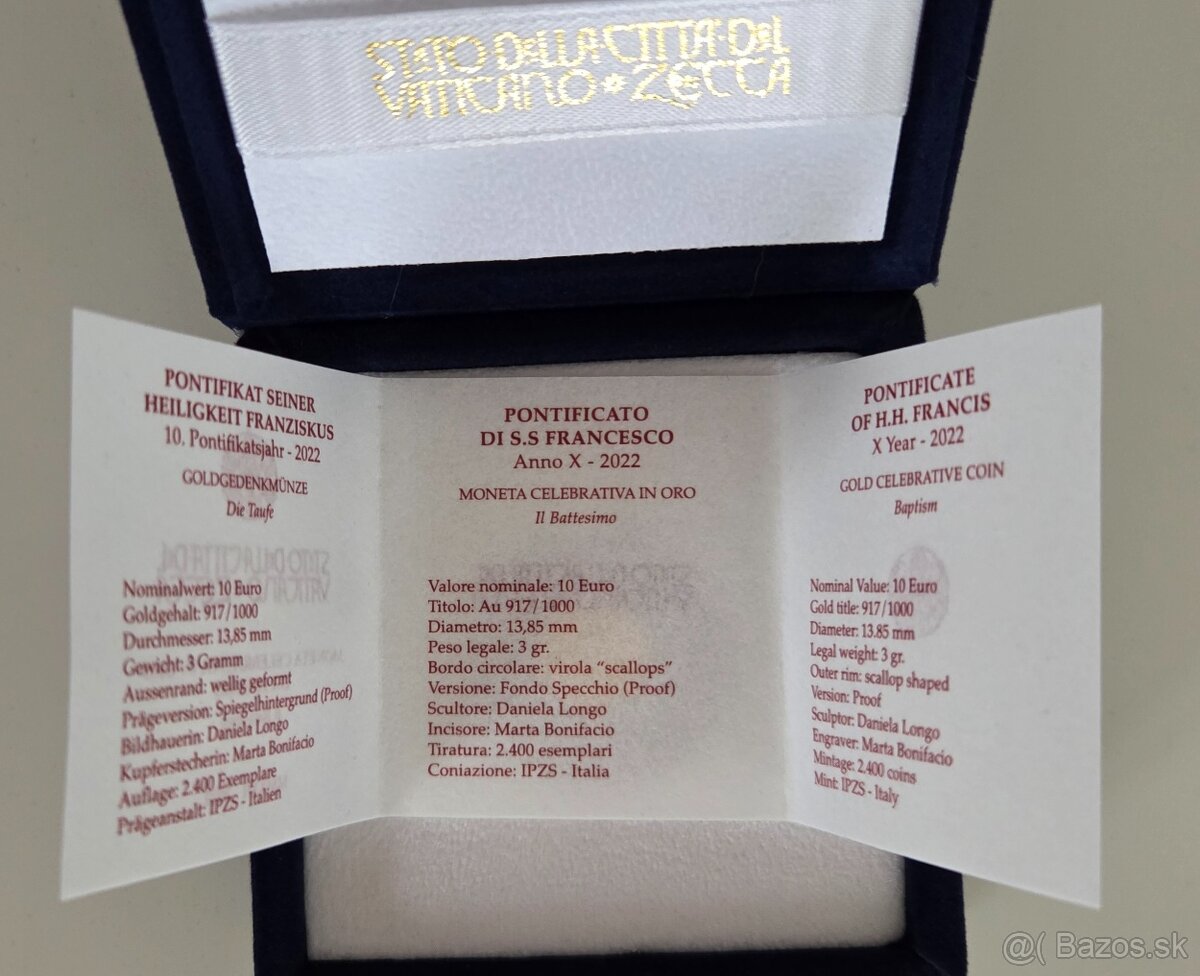 STATO DELLA CITTA' DEL
VATICANO * ZECCA
PONTIFIKAT SEINER
HEILIGKEIT FRANZISKUS
10. Pontifikatsjahr - 2022
GOLDGEDENKMÜNZE
Die Taufe
Nominalwert: 10 Euro
Goldgehalt: 917/1000
Durchmesser: 13,85 mm
Gewicht: 3 Gramm
Aussenrand: wellig geformt
Prägeversion: Spiegelhintergrund (Proof)
Bildhauerin: Daniela Longo
Kupferstecherin: Marta Bonifacio
Auflage: 2.400 Exemplare
Prägeanstalt: IPZS - Italien
PONTIFICATO
DI S.S FRANCESCO
Anno X - 2022
MONETA CELEBRATIVA IN ORO
Il Battesimo
Valore nominale: 10 Euro
Titolo: Au 917/1000
Diametro: 13,85 mm
Peso legale: 3 gr.
Bordo circolare: virola “scallops”
Versione: Fondo Specchio (Proof)
Scultore: Daniela Longo
Incisore: Marta Bonifacio
Tiratura: 2.400 esemplari
Coniazione: IPZS - Italia
PONTIFICATE
OF H.H. FRANCIS
X Year - 2022
GOLD CELEBRATIVE COIN
Baptism
Nominal Value: 10 Euro
Gold title: 917/1000
Diameter: 13.85 mm
Legal weight: 3 gr.
Outer rim: scallop shaped
Version: Proof
Sculptor: Daniela Longo
Engraver: Marta Bonifacio
Mintage: 2.400 coins
Mint: IPZS - Italy
@( Bazos.sk